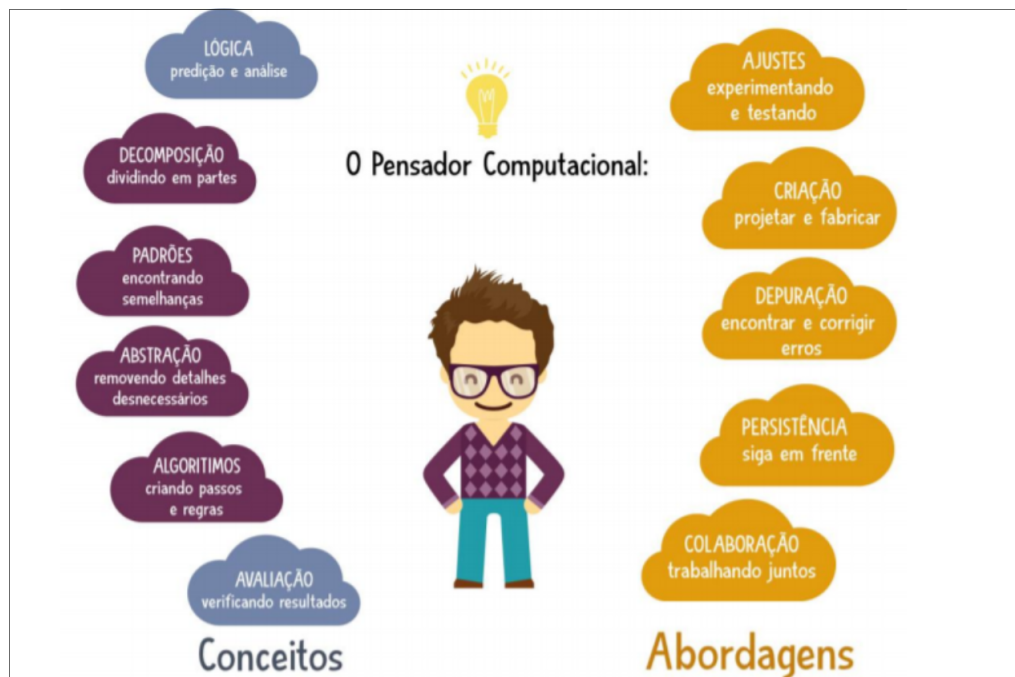 LÓGICA
predição e análise
DECOMPOSIÇÃO
dividindo em partes
PADRÕES
encontrando
semelhanças
ABSTRAÇÃO
removendo detalhes
desnecessários
ALGORITIMOS
criando passos
e regras
AVALIAÇÃO
verificando resultados
Conceitos
O Pensador Computacional:
AJUSTES
experimentando
e testando
CRIAÇÃO
projetar e fabricar
DEPURAÇÃO
encontrar e corrigir
erros
PERSISTÊNCIA
siga em frente
COLABORAÇÃO
trabalhando juntos
Abordagens